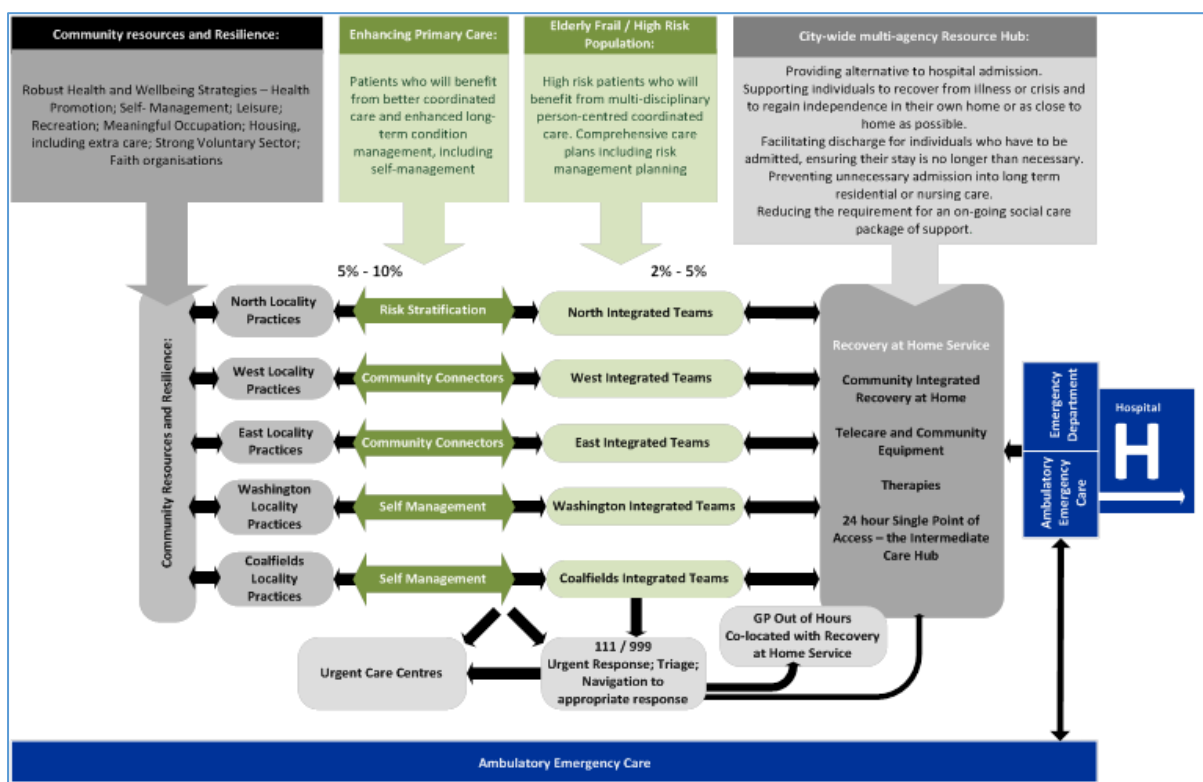 Community resources and Resilience:
Robust Health and Wellbeing Strategies – Health
Promotion; Self- Management; Leisure;
Recreation; Meaningful Occupation; Housing,
including extra care; Strong Voluntary Sector;
Faith organisations
Enhancing Primary Care:
Patients who will benefit
from better coordinated
care and enhanced long-
term condition
management, including
self-management
Elderly Frail / High Risk
Population:
High risk patients who will
benefit from multi-disciplinary
person-centred coordinated
care. Comprehensive care
plans including risk
management planning
City-wide multi-agency Resource Hub:
Providing alternative to hospital admission.
Supporting individuals to recover from illness or crisis and
to regain independence in their own home or as close to
home as possible.
Facilitating discharge for individuals who have to be
admitted, ensuring their stay is no longer than necessary.
Preventing unnecessary admission into long term
residential or nursing care.
Reducing the requirement for an on-going social care
package of support.
5% - 10%
2% - 5%
Community Resources and Resilience:
North Locality
Practices
Risk Stratification
North Integrated Teams
West Locality
Practices
Community Connectors
West Integrated Teams
East Locality
Practices
Community Connectors
East Integrated Teams
Washington
Locality
Practices
Self Management
Washington Integrated Teams
Coalfields
Locality
Practices
Self Management
Coalfields Integrated Teams
Recovery at Home Service
Community Integrated
Recovery at Home
Telecare and Community
Equipment
Therapies
24 hour Single Point of
Access – the Intermediate
Care Hub
Emergency
Department
Ambulatory
Emergency
Care
Hospital
H
Urgent Care Centres
111 / 999
Urgent Response; Triage;
Navigation to
appropriate response
GP Out of Hours
Co-located with Recovery
at Home Service
Ambulatory Emergency Care